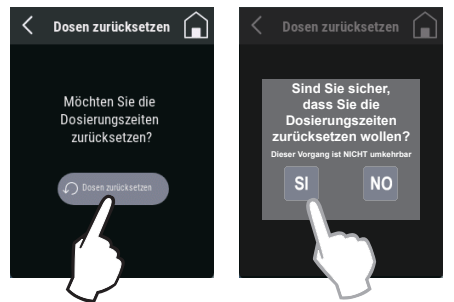 Dosen zurücksetzen
Möchten Sie die
Dosierungszeiten
zurücksetzen?
Dosen zurücksetzen
Dosen zurücksetzen
Sind Sie sicher,
dass Sie die
Dosierungszeiten
zurücksetzen wollen?
Dieser Vorgang ist NICHT umkehrbar
SI NO